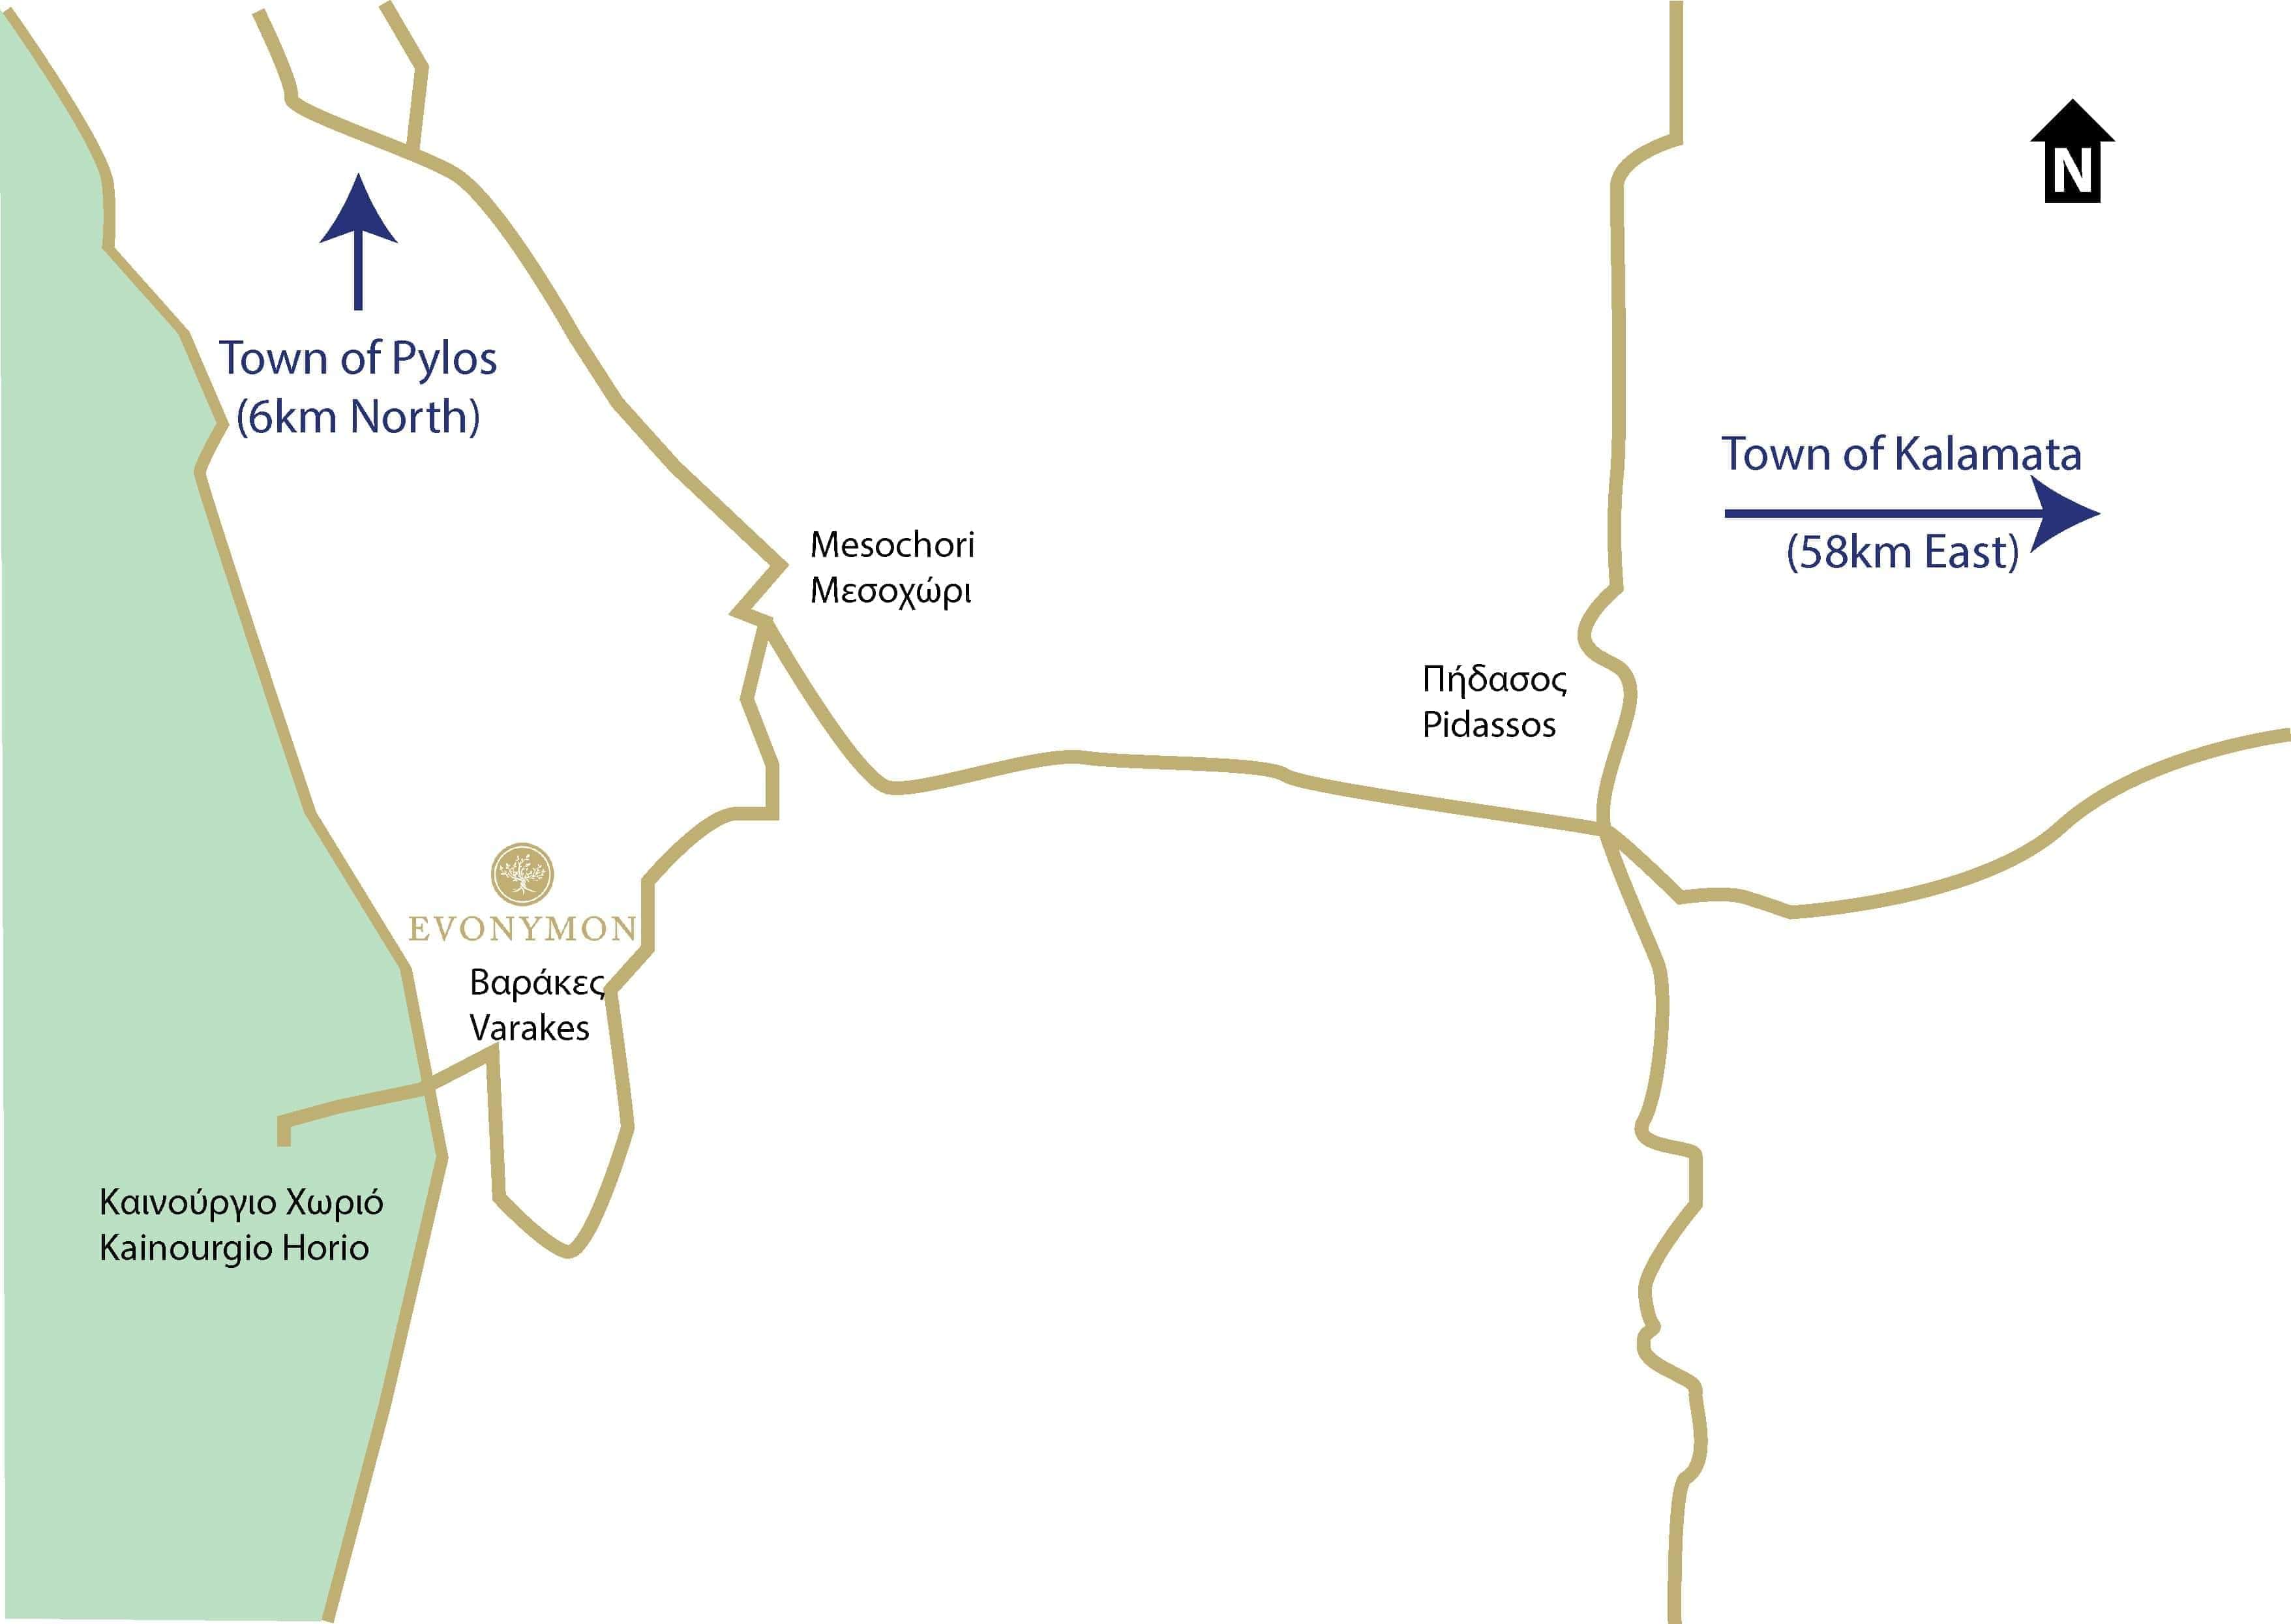 N
Town of Pylos
(6km North)
Town of Kalamata
(58km East)
Mesochori
Μεσοχώρι
Πήδασος
Pidassos
EVONYMON
Βαράκες
Varakes
Καινούργιο Χωριό
Kainourgio Horio